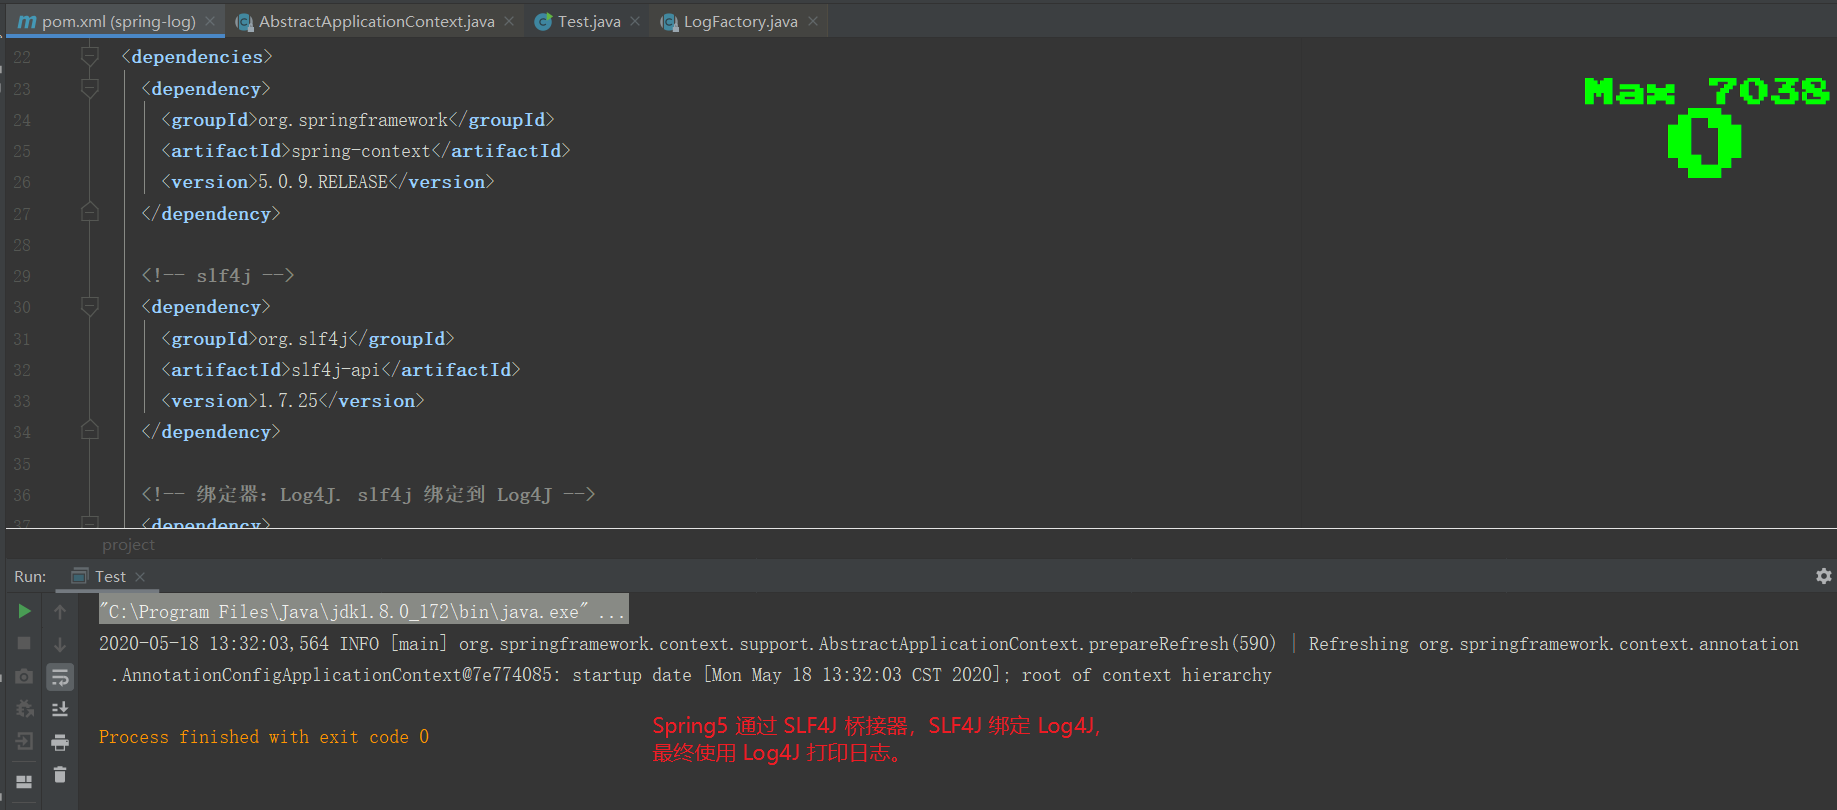 pom.xml (spring-log)
AbstractApplicationContext.java
Test.java
LogFactory.java
22 <dependencies>
23 <dependency>
24 <groupId>org.springframework</groupId>
25 <artifactId>spring-context</artifactId>
26 <version>5.0.9.RELEASE</version>
27 </dependency>
28
29 <!-- slf4j -->
30 <dependency>
31 <groupId>org.slf4j</groupId>
32 <artifactId>slf4j-api</artifactId>
33 <version>1.7.25</version>
34 </dependency>
35
36 <!-- 绑定器：Log4J. slf4j 绑定到 Log4J -->
37 <dependency>
Max 7038
0
project
Run: Test
"C:\Program Files\Java\jdk1.8.0_172\bin\java.exe" ...
2020-05-18 13:32:03,564 INFO [main] org.springframework.context.support.AbstractApplicationContext.prepareRefresh(590) | Refreshing org.springframework.context.annotation
.AnnotationConfigApplicationContext@7e774085: startup date [Mon May 18 13:32:03 CST 2020]; root of context hierarchy
Process finished with exit code 0
Spring5 通过 SLF4J 桥接器，SLF4J 绑定 Log4J,
最终使用 Log4J 打印日志。